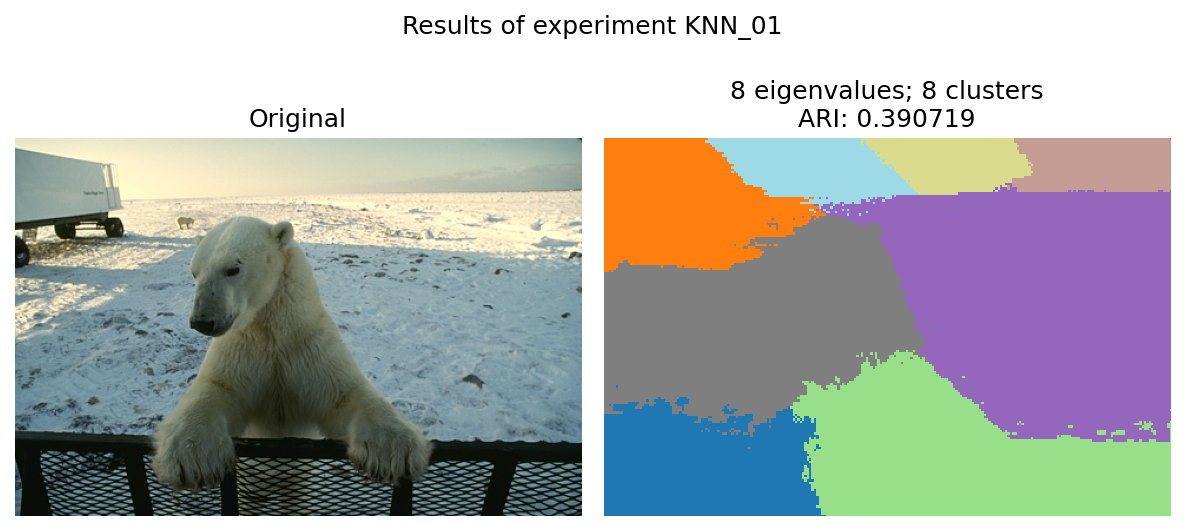 Results of experiment KNN_01
Original
8 eigenvalues; 8 clusters
ARI: 0.390719